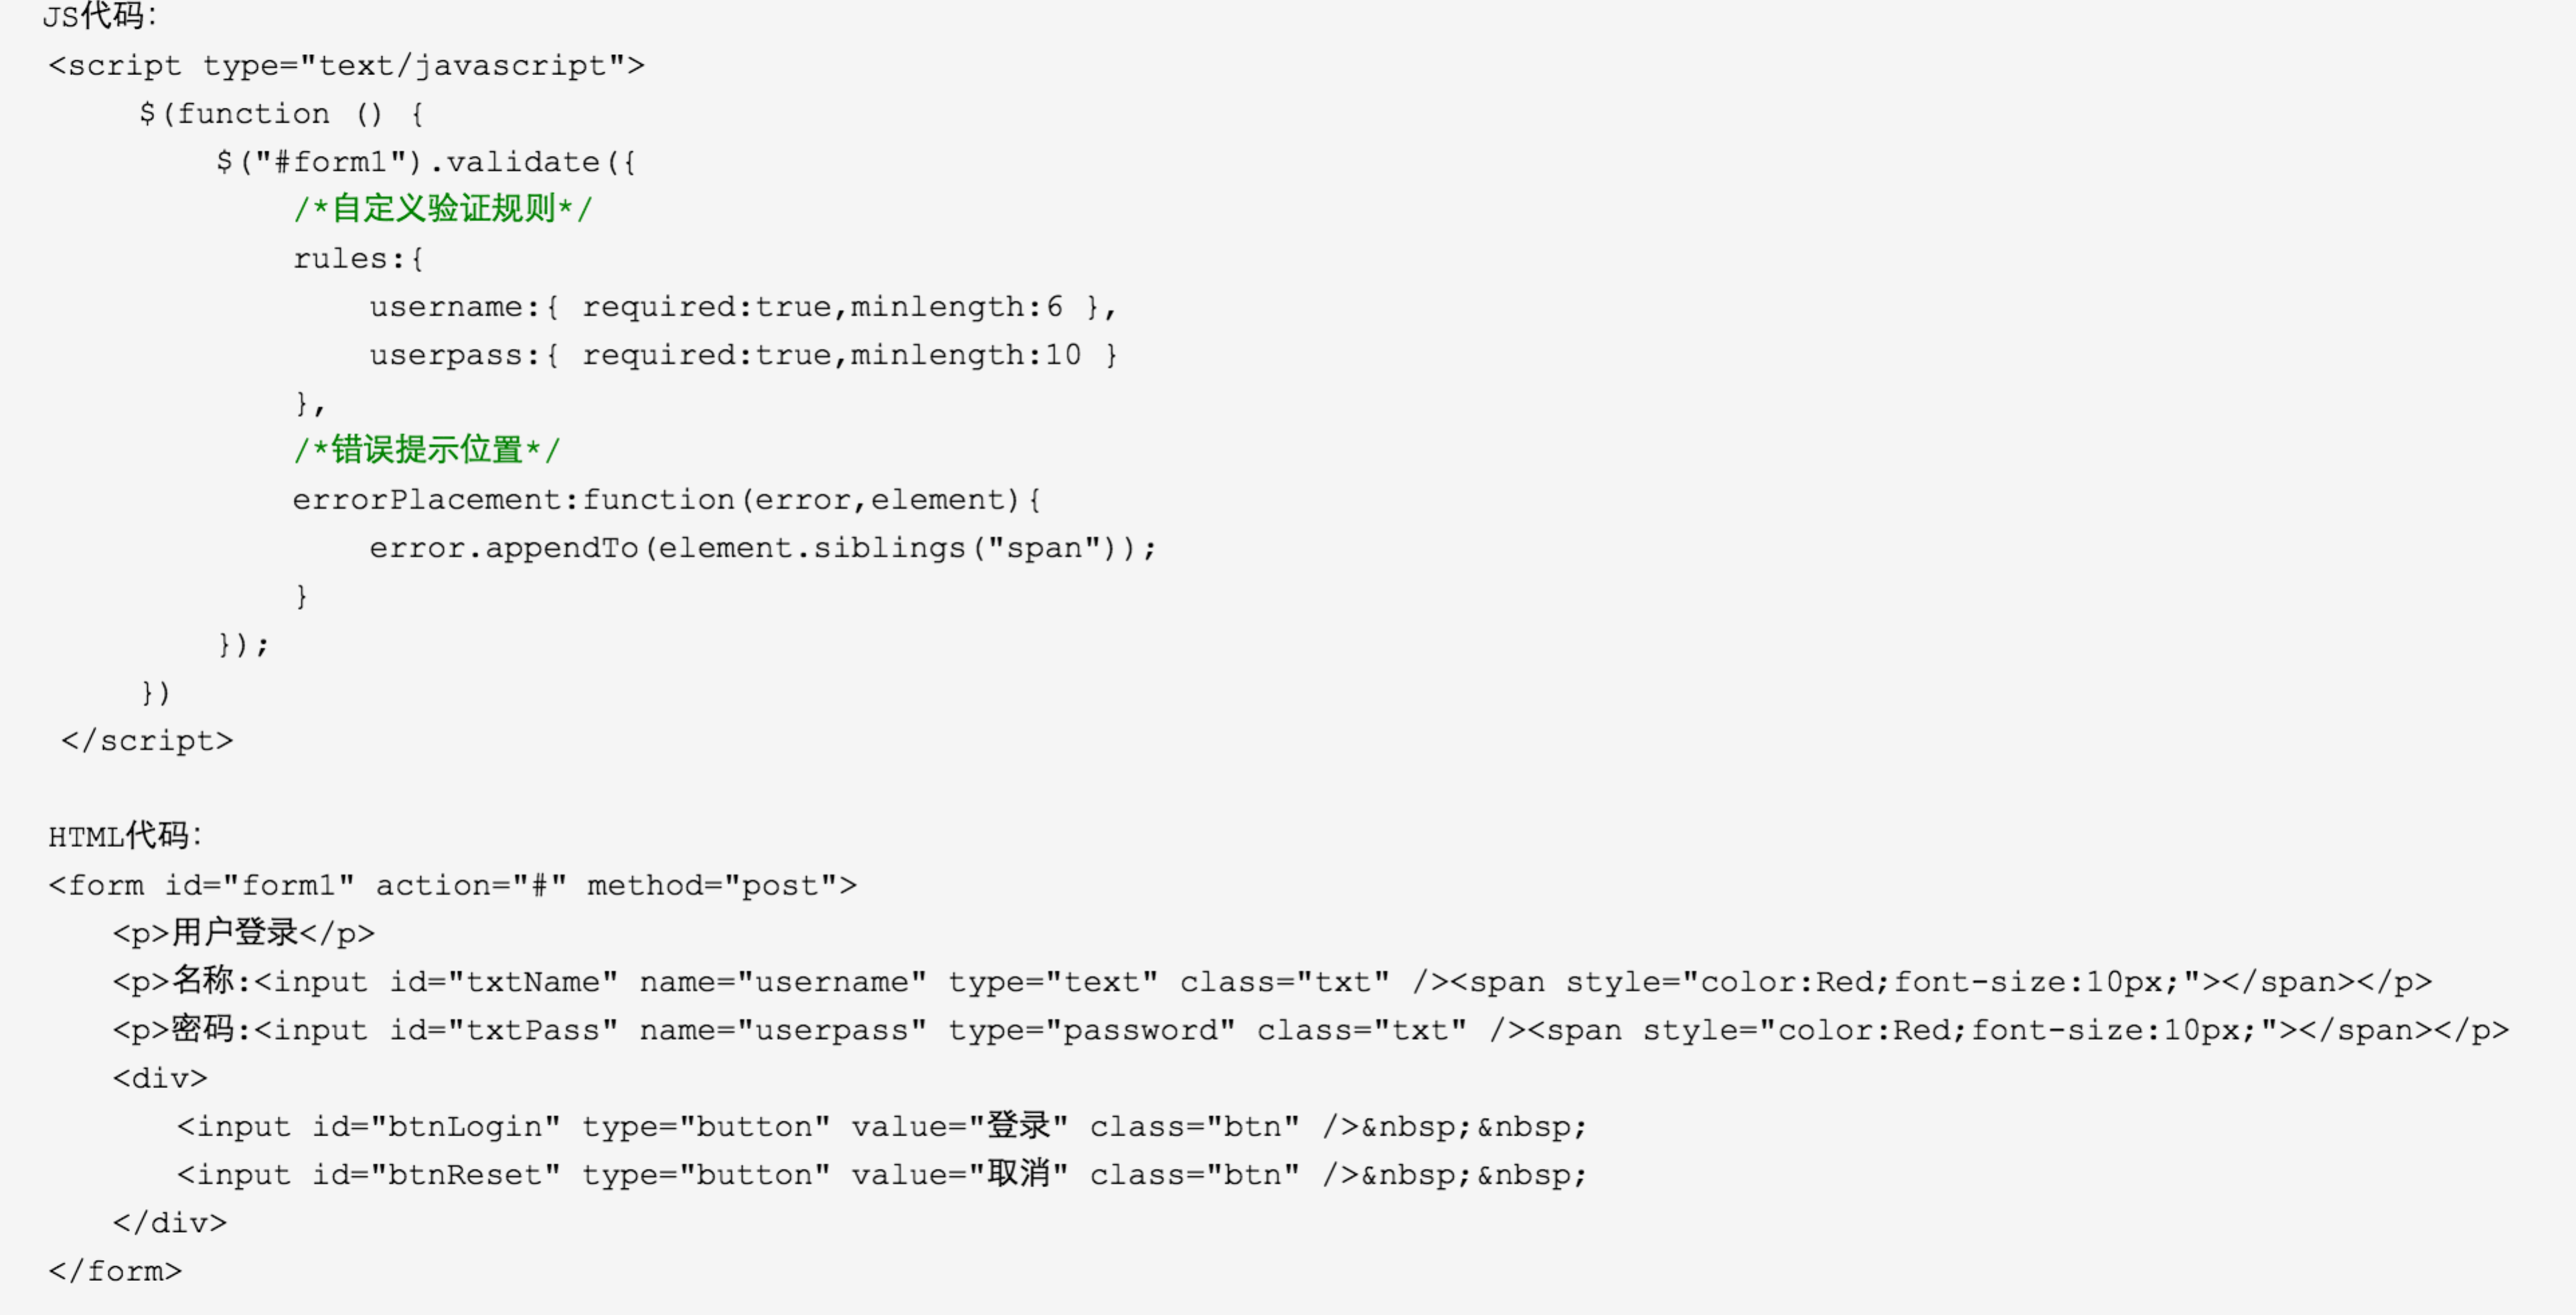 JS代码:
<script type="text/javascript">
$(function () {
$("#form1").validate({
/*自定义验证规则*/
rules:{
username:{ required:true,minlength:6 },
userpass:{ required:true,minlength:10 }
},
/*错误提示位置*/
errorPlacement:function(error,element){
error.appendTo(element.siblings("span"));
}
});
})
</script>
HTML代码:
<form id="form1" action="#" method="post">
<p>用户登录</p>
<p>名称:<input id="txtName" name="username" type="text" class="txt" /><span style="color:Red;font-size:10px;"></span></p>
<p>密码:<input id="txtPass" name="userpass" type="password" class="txt" /><span style="color:Red;font-size:10px;"></span></p>
<div>
<input id="btnLogin" type="button" value="登录" class="btn" />&nbsp;&nbsp;
<input id="btnReset" type="button" value="取消" class="btn" />&nbsp;&nbsp;
</div>
</form>